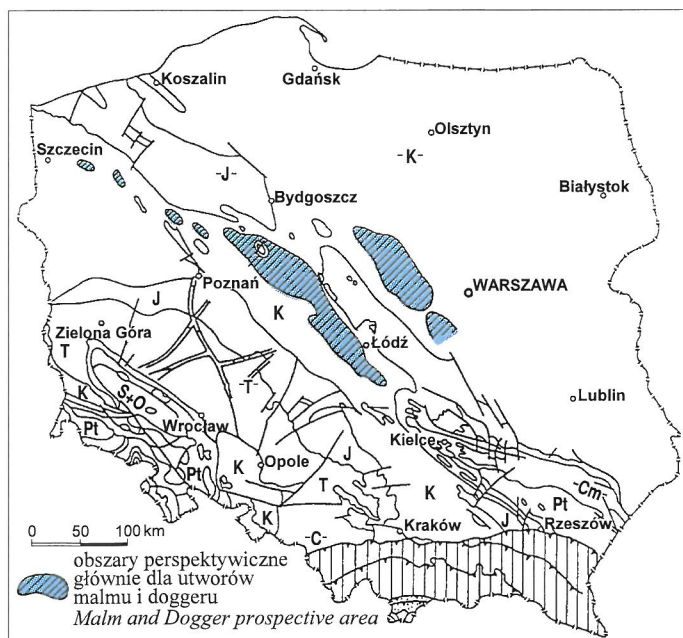 Koszalin
Gdańsk
Olsztyn
Szczecin
-K-
-J-
Białystok
Bydgoszcz
WARSZAWA
Poznań
J
K
Zielona Góra
Łódź
T
-T-
Lublin
S+O
K
Wrocław
Kielce
Pt
J
Opole
K
-Cm-
Pt
T
K
Pt
Rzeszów
K
Kraków
J
-C-
0 50 100 km
obszary perspektywiczne
głównie dla utworów
malmu i doggeru
Malm and Dogger prospective area